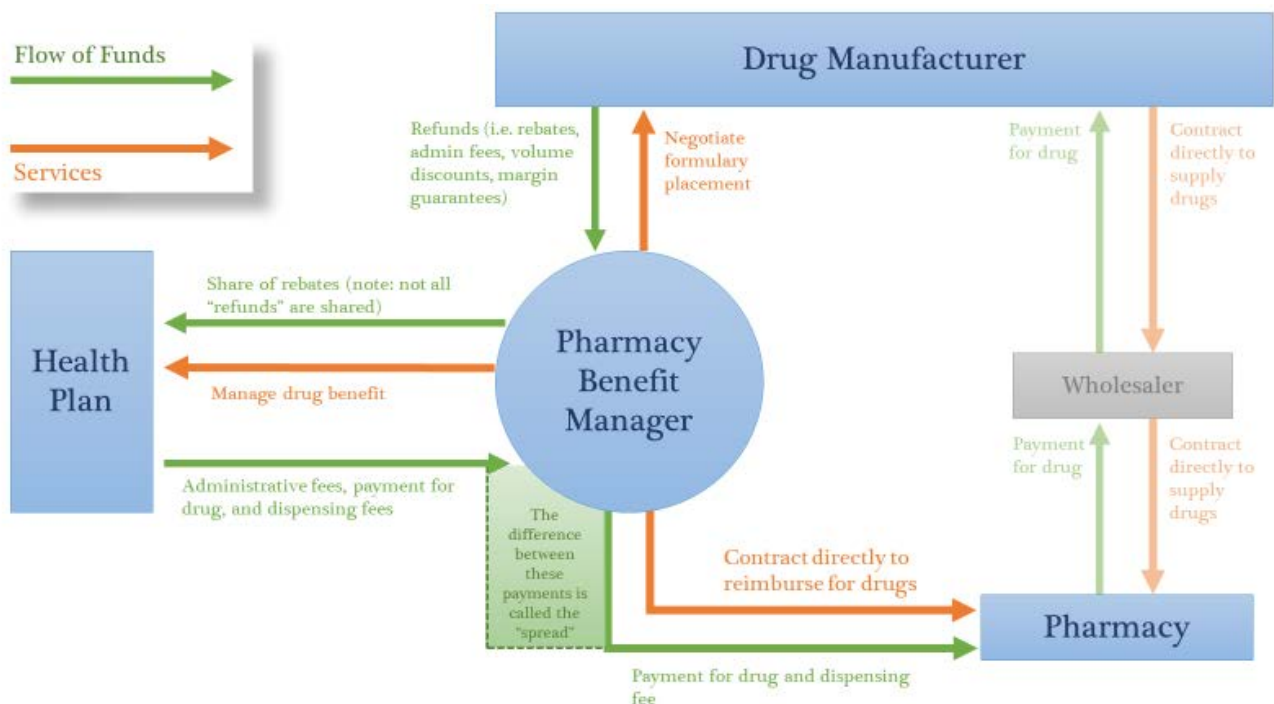 Flow of Funds
Services
Drug Manufacturer
Refunds (i.e. rebates,
admin fees, volume
discounts, margin
guarantees)
Negotiate
formulary
placement
Payment
for drug
Contract
directly to
supply
drugs
Share of rebates (note: not all
“refunds” are shared)
Health
Plan
Manage drug benefit
Pharmacy
Benefit
Manager
Wholesaler
Administrative fees, payment for
drug, and dispensing fees
The
difference
between
these
payments is
called the
“spread”
Payment
for drug
Contract
directly to
supply
drugs
Contract directly to
reimburse for drugs
Pharmacy
Payment for drug and dispensing
fee